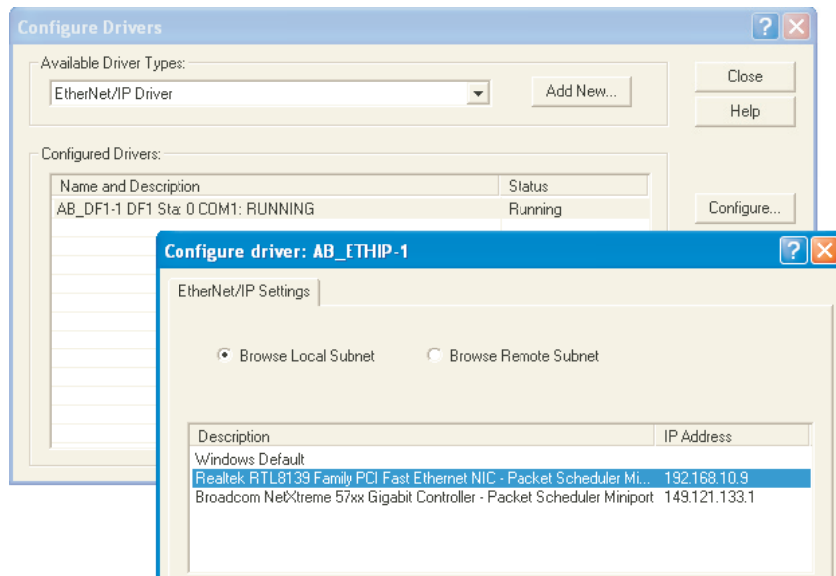 Configure Drivers
Available Driver Types:
EtherNet/IP Driver
Add New...
Close
Help
Configured Drivers:
Name and Description Status
AB_DF1-1 DF1 Sta: 0 COM1: RUNNING Running
Configure...
Configure driver: AB_ETHIP-1
EtherNet/IP Settings
Browse Local Subnet Browse Remote Subnet
Description IP Address
Windows Default
Realtek RTL8139 Family PCI Fast Ethernet NIC - Packet Scheduler Mi... 192.168.10.9
Broadcom NetXtreme 57xx Gigabit Controller - Packet Scheduler Miniport 149.121.133.1